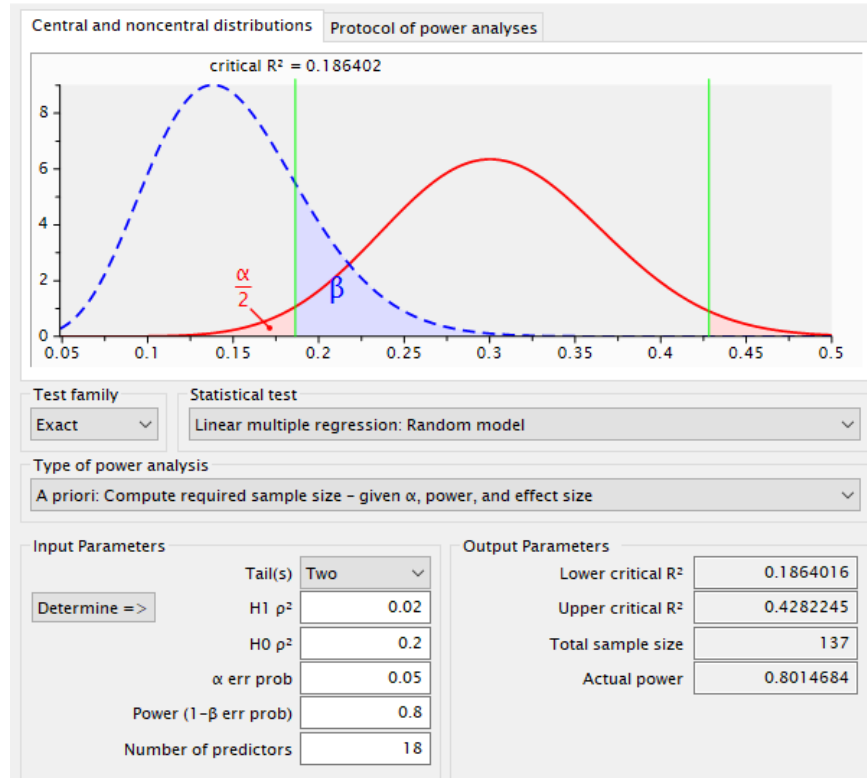 Central and noncentral distributions
Protocol of power analyses
critical R² = 0.186402
8
6
4
2
0
α
2
β
0.05 0.1 0.15 0.2 0.25 0.3 0.35 0.4 0.45 0.5
Test family
Statistical test
Exact
Linear multiple regression: Random model
Type of power analysis
A priori: Compute required sample size – given α, power, and effect size
Input Parameters
Output Parameters
Tail(s) Two
Lower critical R² 0.1864016
Determine =>
H1 ρ² 0.02
Upper critical R² 0.4282245
H0 ρ² 0.2
Total sample size 137
α err prob 0.05
Actual power 0.8014684
Power (1-β err prob) 0.8
Number of predictors 18